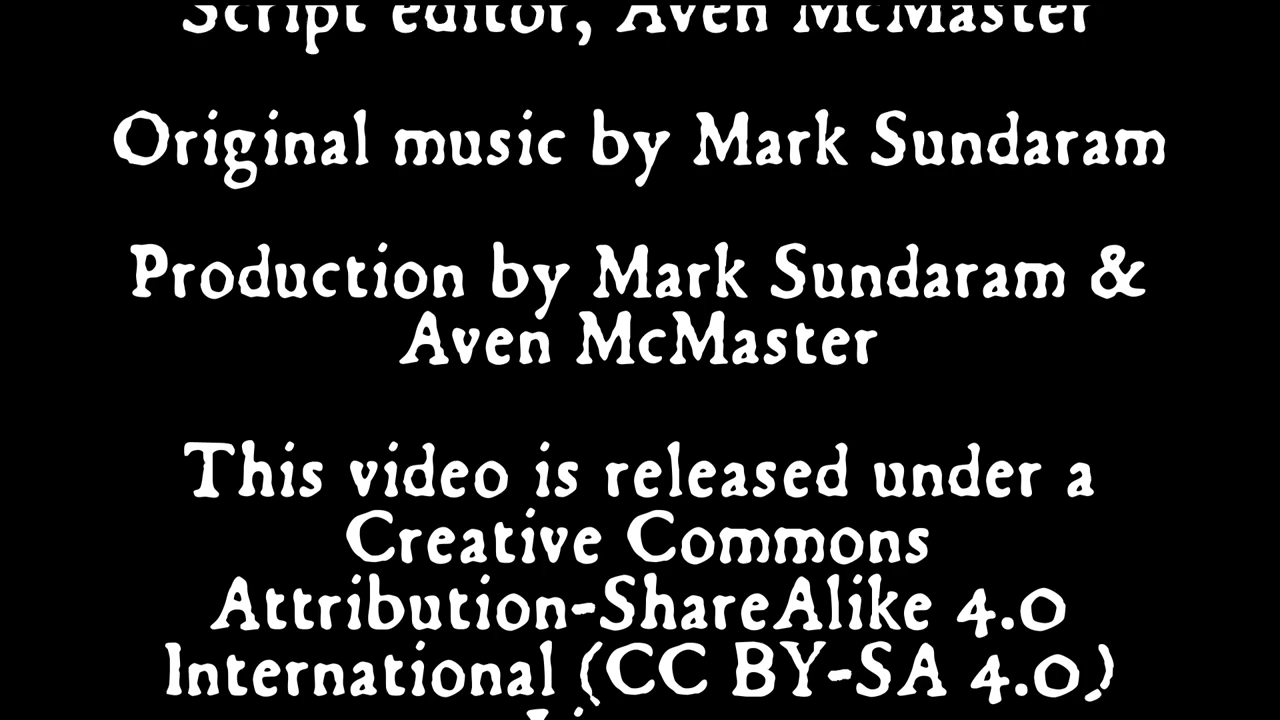 Script editor, Aven McMaster
Original music by Mark Sundaram
Production by Mark Sundaram &
Aven McMaster
This video is released under a
Creative Commons
Attribution-ShareAlike 4.0
International (CC BY-SA 4.0)